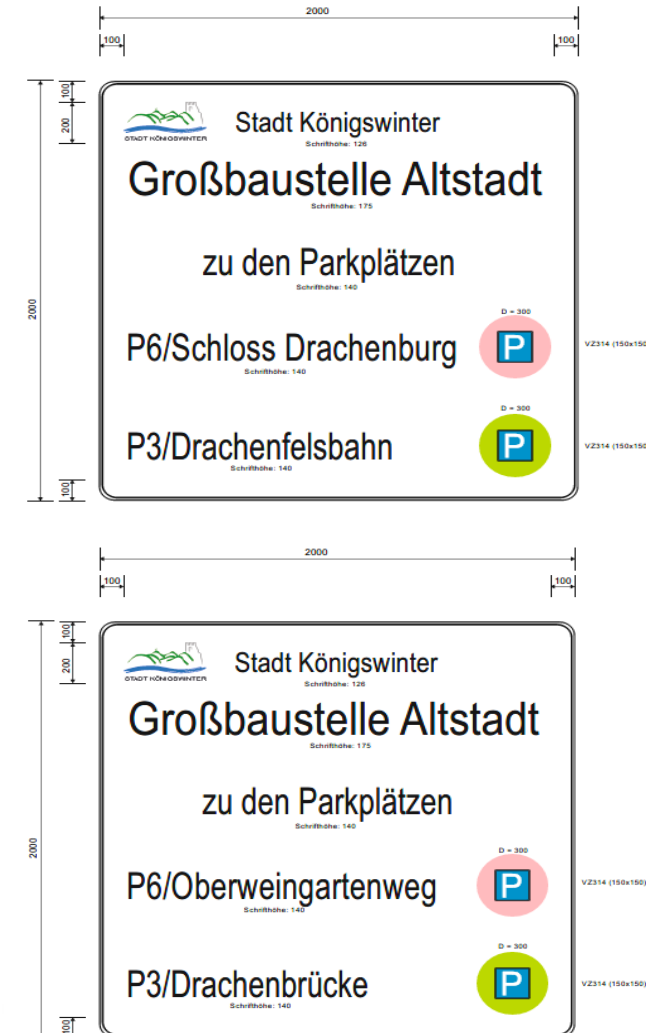 2000
100
100
100
200
2000
STADT KÖNIGSWINTER
Stadt Königswinter
Schrifthöhe: 126
Großbaustelle Altstadt
Schrifthöhe: 175
zu den Parkplätzen
Schrifthöhe: 140
D = 300
P6/Schloss Drachenburg
P
VZ314 (150x150
Schrifthöhe: 140
D = 300
P3/Drachenfelsbahn
P
VZ314 (150x150
Schrifthöhe: 140
100
2000
100
100
100
200
2000
STADT KÖNIGSWINTER
Stadt Königswinter
Schrifthöhe: 126
Großbaustelle Altstadt
Schrifthöhe: 175
zu den Parkplätzen
Schrifthöhe: 140
D = 300
P6/Oberweingartenweg
P
VZ314 (150x150)
Schrifthöhe: 140
D = 300
P3/Drachenbrücke
P
VZ314 (150x150)
Schrifthöhe: 140
100